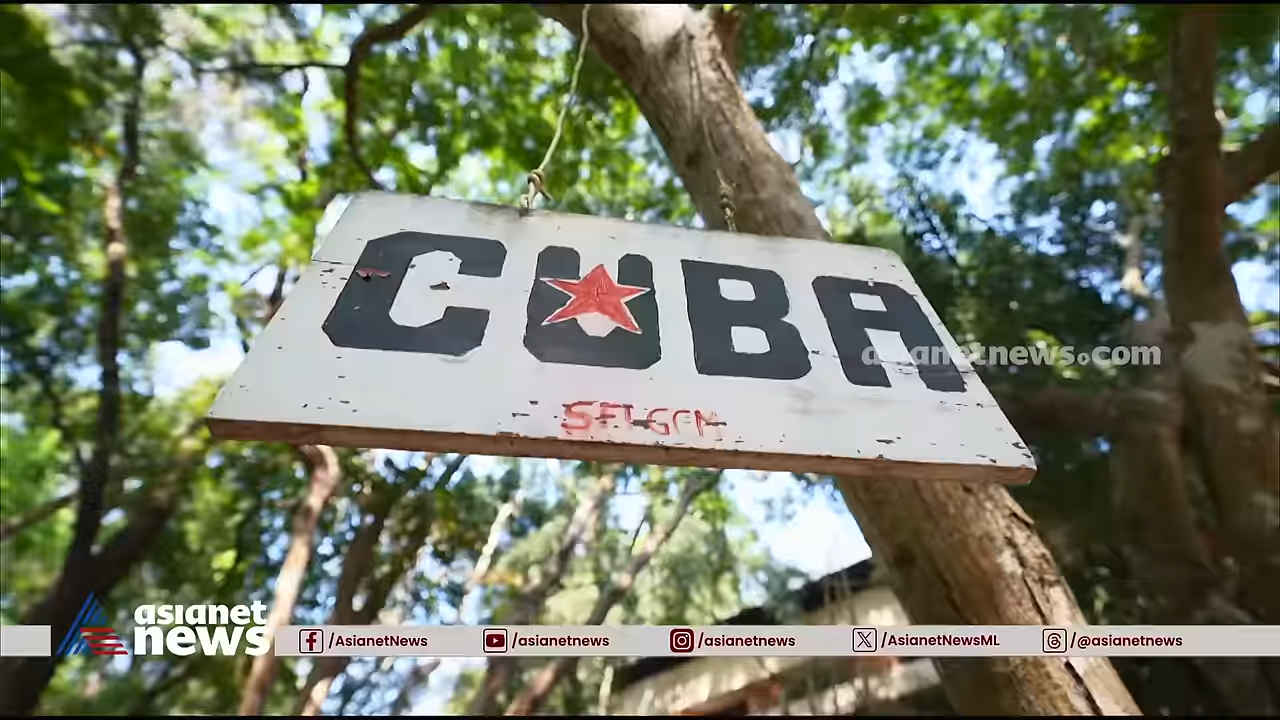 CUBA
SFI-GCM
asianetnews.com
asianet
news
/AsianetNews
/asianetnews
/asianetnews
/AsianetNewsML
/@asianetnews